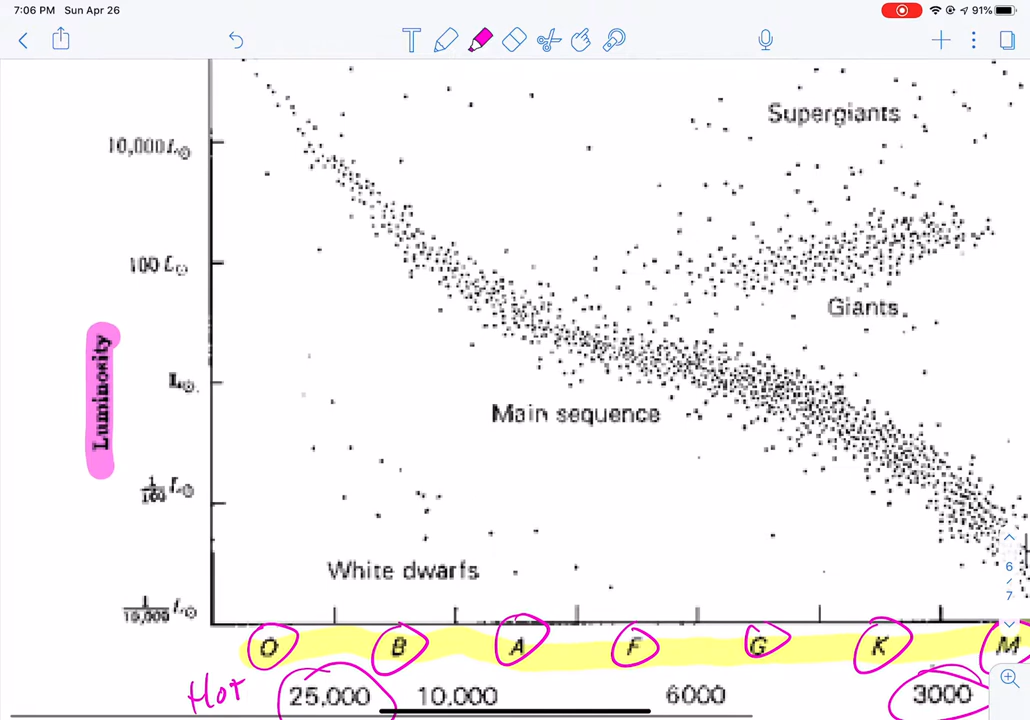 7:06 PM Sun Apr 26
91%
T
Supergiants
10,000 L☉
100 L☉
Giants
Luminosity
L☉
Main sequence
1/100 L☉
White dwarfs
1/10,000 L☉
6
/
7
O B A F G K M
Hot 25,000 10,000 6000 3000